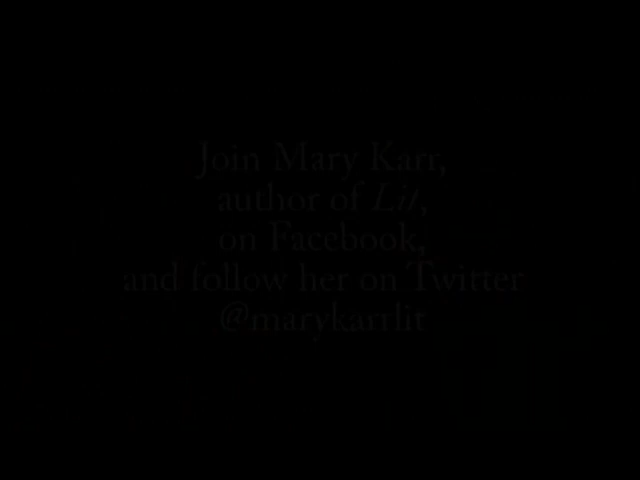 Join Mary Karr,
author of Lit,
on Facebook,
and follow her on Twitter
@marykarrlit